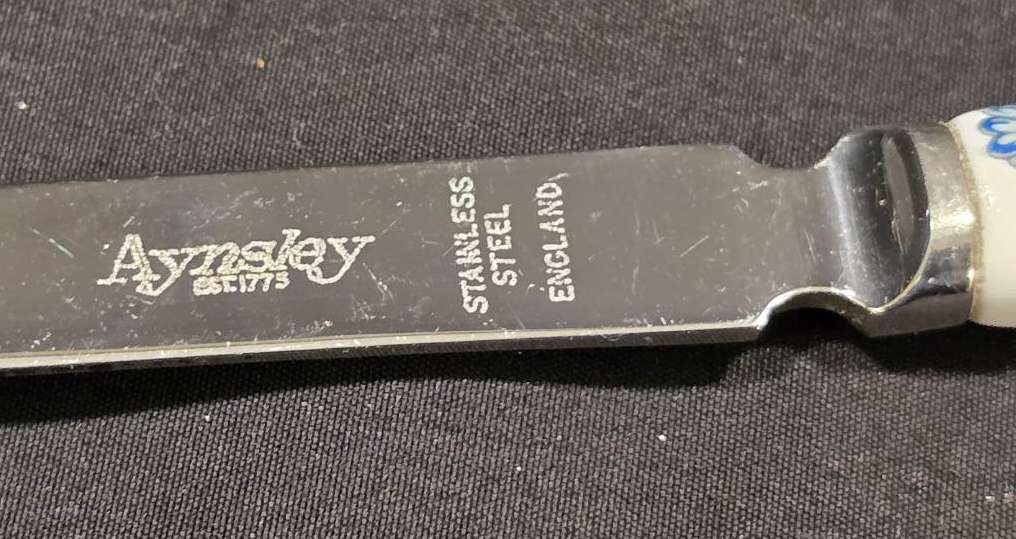 Aynsley
EST. 1775
STAINLESS
STEEL
ENGLAND